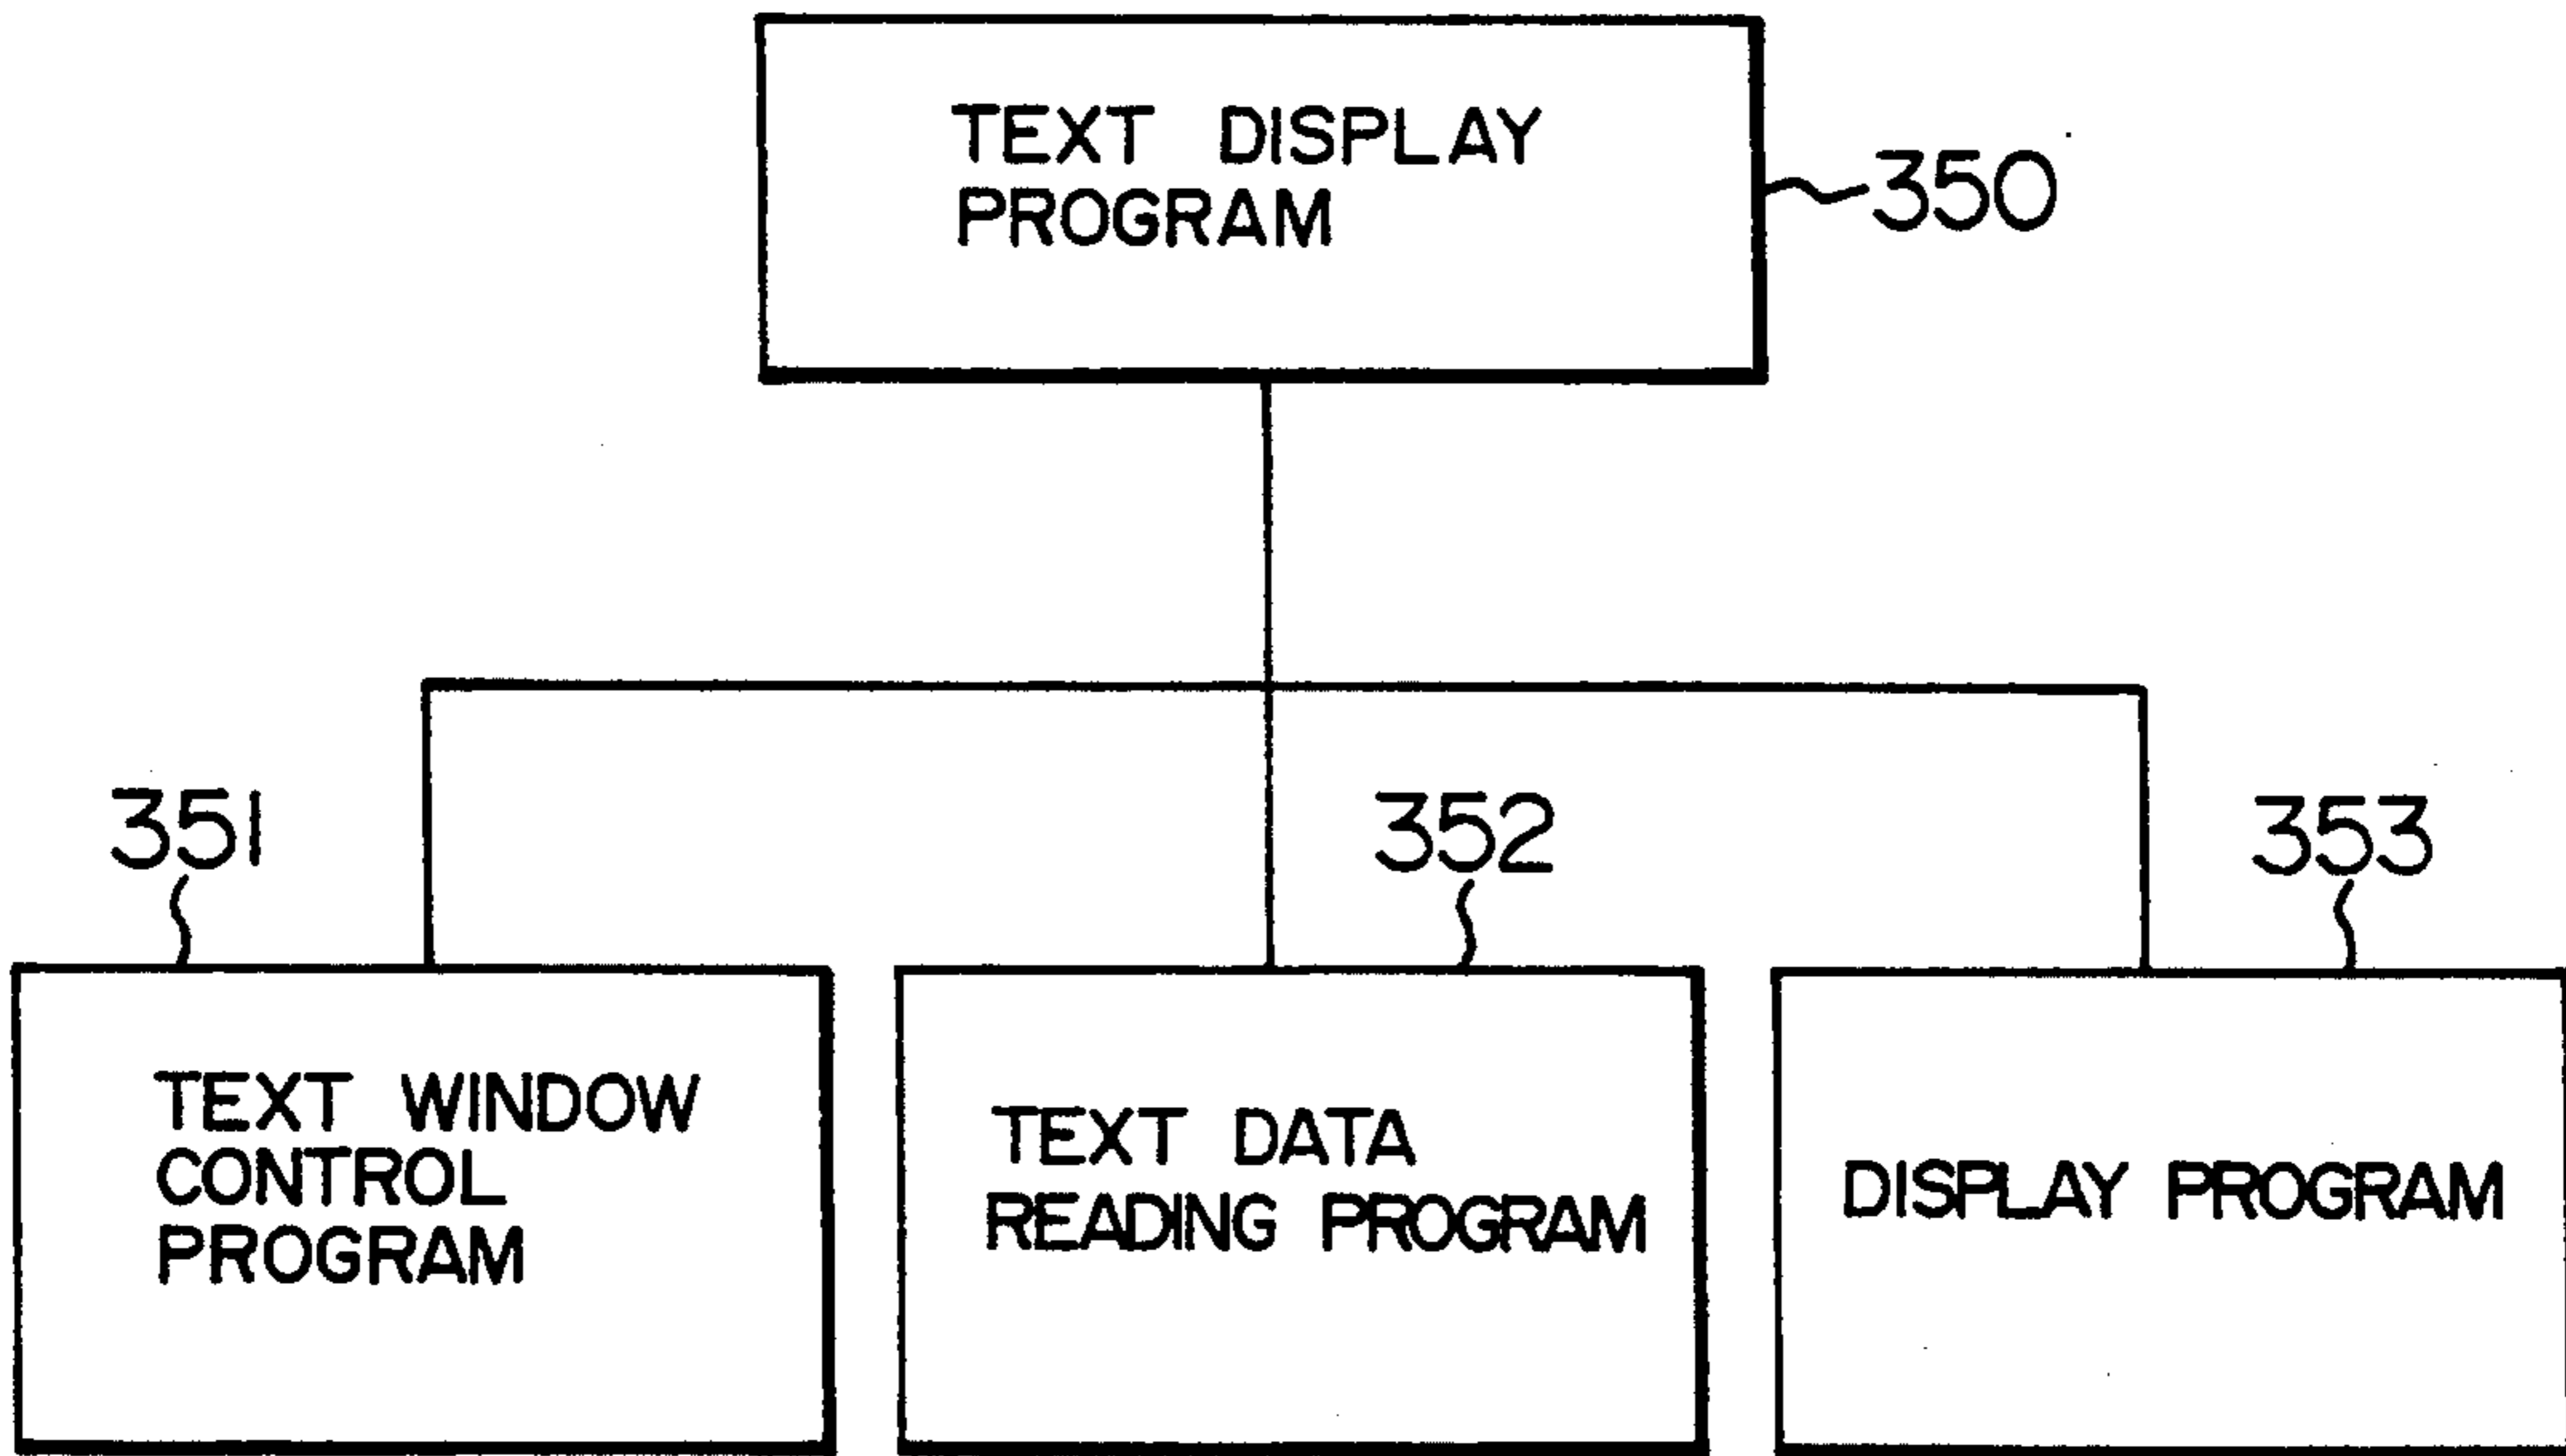 TEXT DISPLAY
PROGRAM
350
351
352
353
TEXT WINDOW
CONTROL
PROGRAM
TEXT DATA
READING PROGRAM
DISPLAY PROGRAM